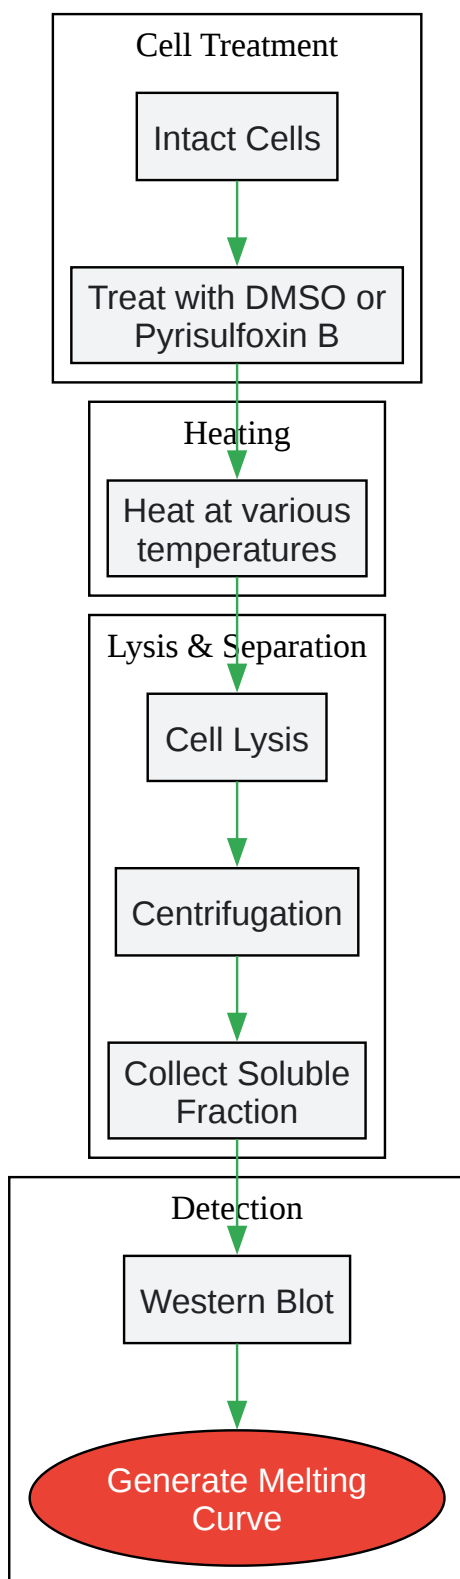 Cell Treatment
Intact Cells
Treat with DMSO or
Pyrisulfoxin B
Heating
Heat at various
temperatures
Lysis & Separation
Cell Lysis
Centrifugation
Collect Soluble
Fraction
Detection
Western Blot
Generate Melting
Curve